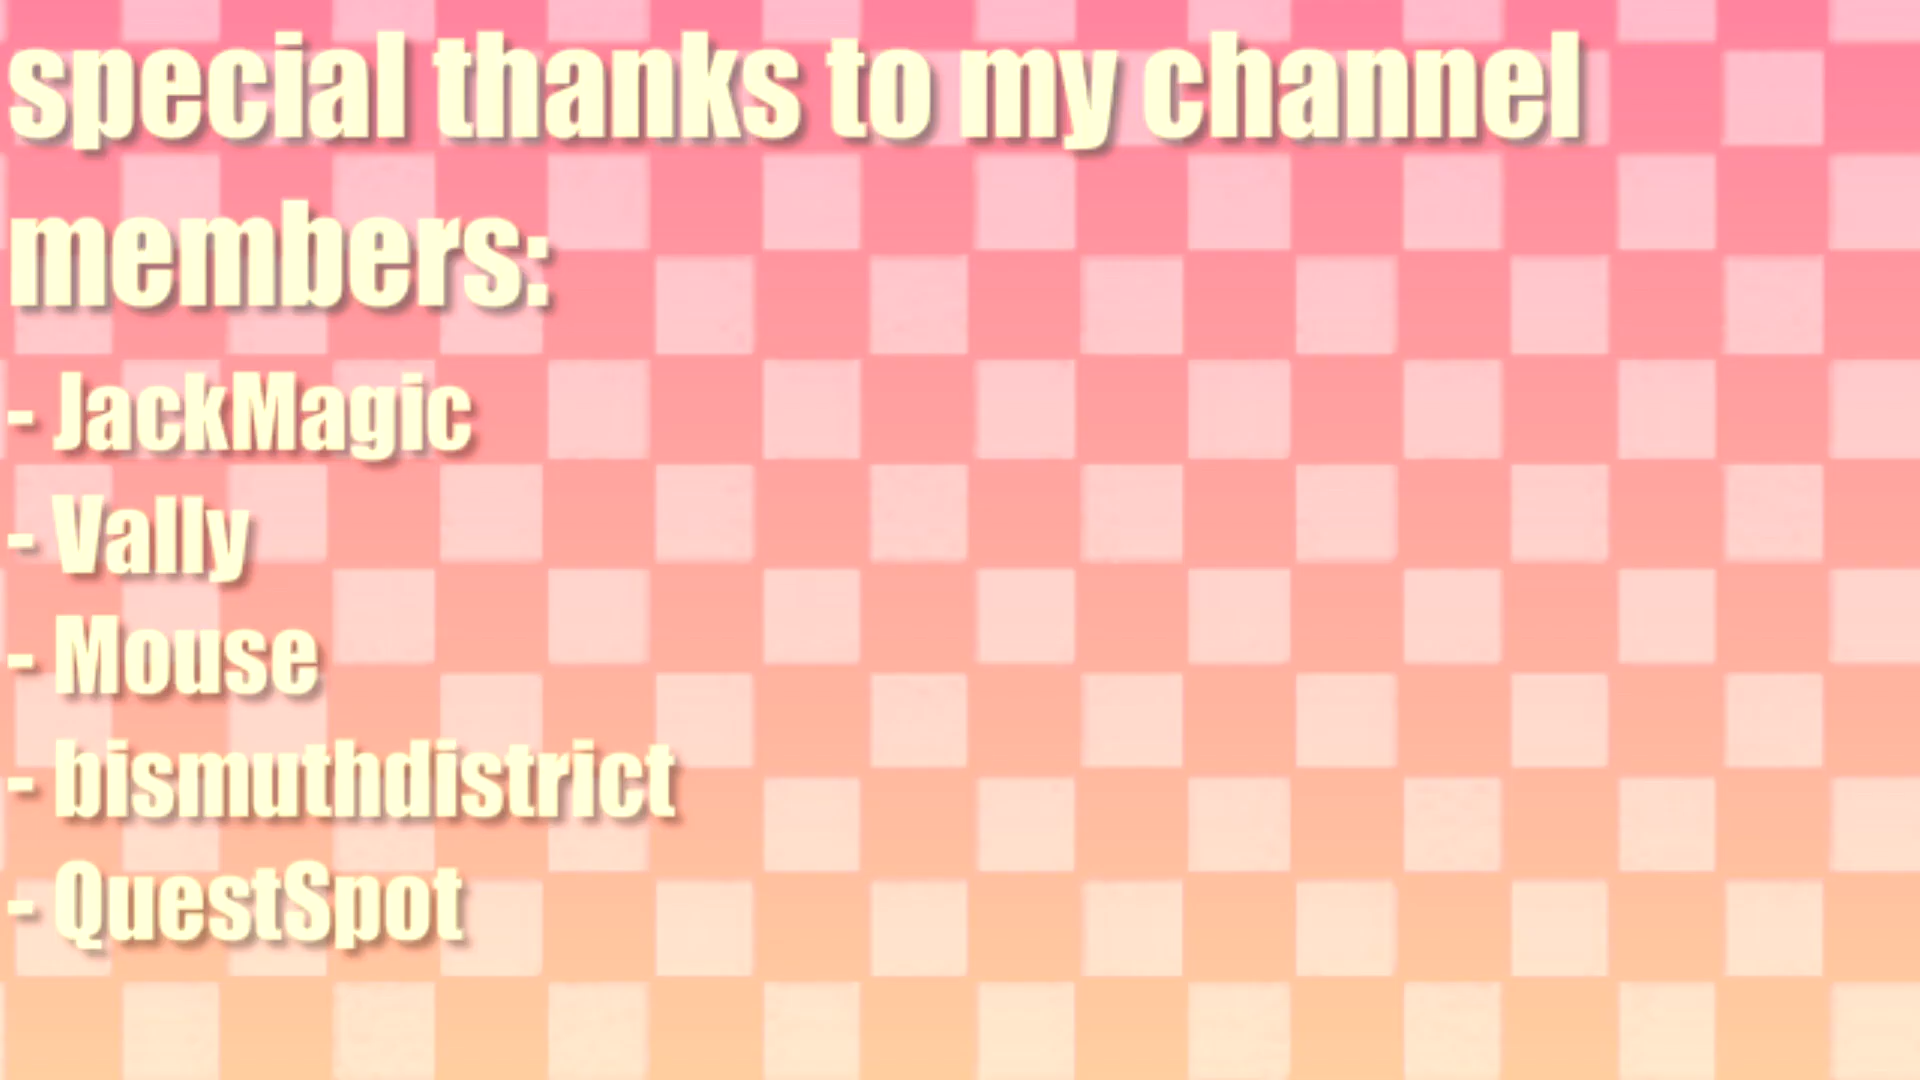 special thanks to my channel
members:
- JackMagic
- Vally
- Mouse
- bismuthdistrict
- QuestSpot